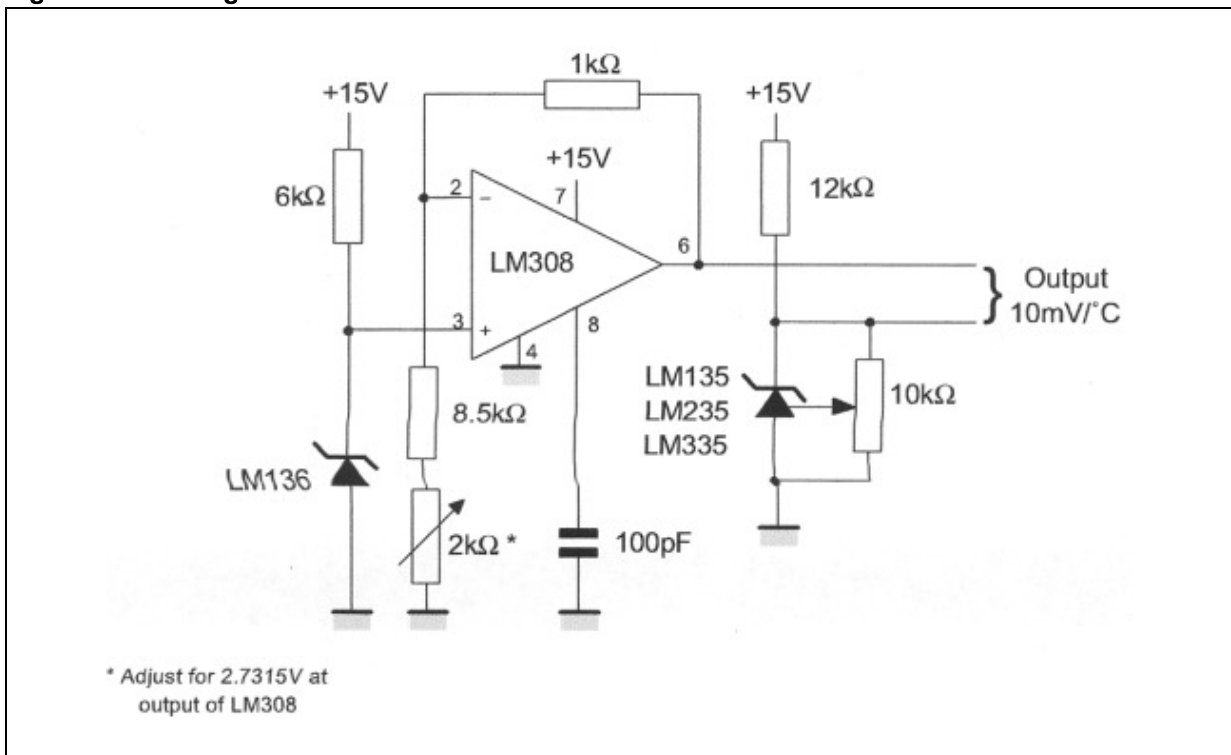 1kΩ
+15V
+15V
+15V
6kΩ
12kΩ
2
−
7
LM308
6
Output
10mV/°C
3
+
4
8
LM135
LM235
LM335
10kΩ
8.5kΩ
LM136
2kΩ *
100pF
* Adjust for 2.7315V at
output of LM308